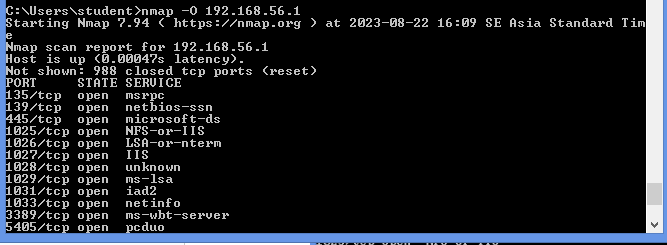 C:\Users\student>nmap -O 192.168.56.1
Starting Nmap 7.94 ( https://nmap.org ) at 2023-08-22 16:09 SE Asia Standard Tim
e
Nmap scan report for 192.168.56.1
Host is up (0.00047s latency).
Not shown: 988 closed tcp ports (reset)
PORT     STATE SERVICE
135/tcp  open  msrpc
139/tcp  open  netbios-ssn
445/tcp  open  microsoft-ds
1025/tcp open  NFS-or-IIS
1026/tcp open  LSA-or-nterm
1027/tcp open  IIS
1028/tcp open  unknown
1029/tcp open  ms-lsa
1031/tcp open  iad2
1033/tcp open  netinfo
3389/tcp open  ms-wbt-server
5405/tcp open  pcduo